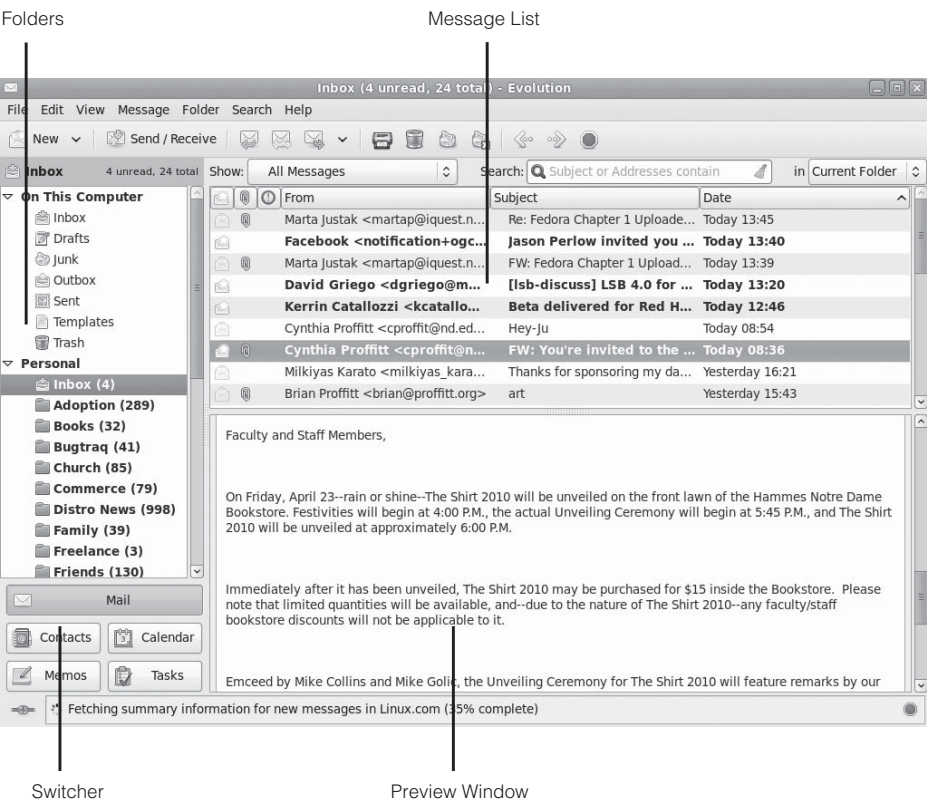 Folders
Message List
Inbox (4 unread, 24 total) - Evolution
File Edit View Message Folder Search Help
New Send / Receive
Inbox 4 unread, 24 total Show: All Messages Search: Subject or Addresses contain in Current Folder
On This Computer
Inbox
Drafts
Junk
Outbox
Sent
Templates
Trash
Personal
Inbox (4)
Adoption (289)
Books (32)
Bugtraq (41)
Church (85)
Commerce (79)
Distro News (998)
Family (39)
Freelance (3)
Friends (130)
Mail
Contacts Calendar
Memos Tasks
From Subject Date
Marta Justak <martap@iquest.n... Re: Fedora Chapter 1 Uploade... Today 13:45
Facebook <notification+ogc... Jason Perlow invited you ... Today 13:40
Marta Justak <martap@iquest.n... FW: Fedora Chapter 1 Upload... Today 13:39
David Griego <dgriego@m... [lsb-discuss] LSB 4.0 for ... Today 13:20
Kerrin Catallozzi <kcatallo... Beta delivered for Red H... Today 12:46
Cynthia Proffitt <cproffit@nd.ed... Hey-Ju Today 08:54
Cynthia Proffitt <cproffit@n... FW: You're invited to the ... Today 08:36
Milkiyas Karato <milkiyas_kara... Thanks for sponsoring my da... Yesterday 16:21
Brian Proffitt <brian@proffitt.org> art Yesterday 15:43
Faculty and Staff Members,
On Friday, April 23--rain or shine--The Shirt 2010 will be unveiled on the front lawn of the Hammes Notre Dame
Bookstore. Festivities will begin at 4:00 P.M., the actual Unveiling Ceremony will begin at 5:45 P.M., and The Shirt
2010 will be unveiled at approximately 6:00 P.M.
Immediately after it has been unveiled, The Shirt 2010 may be purchased for $15 inside the Bookstore. Please
note that limited quantities will be available, and--due to the nature of The Shirt 2010--any faculty/staff
bookstore discounts will not be applicable to it.
Emceed by Mike Collins and Mike Golic, the Unveiling Ceremony for The Shirt 2010 will feature remarks by our
Fetching summary information for new messages in Linux.com (35% complete)
Switcher
Preview Window